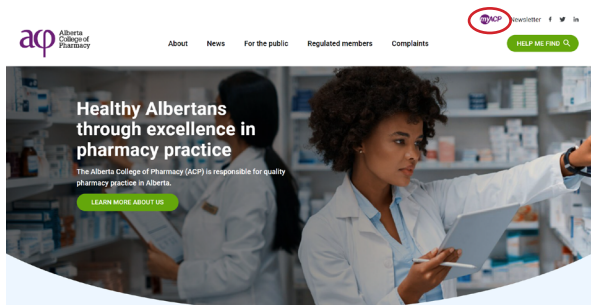 myACP Newsletter
acp Alberta
College of
Pharmacy
About News For the public Regulated members Complaints
HELP ME FIND
Healthy Albertans
through excellence in
pharmacy practice
The Alberta College of Pharmacy (ACP) is responsible for quality
pharmacy practice in Alberta.
LEARN MORE ABOUT US